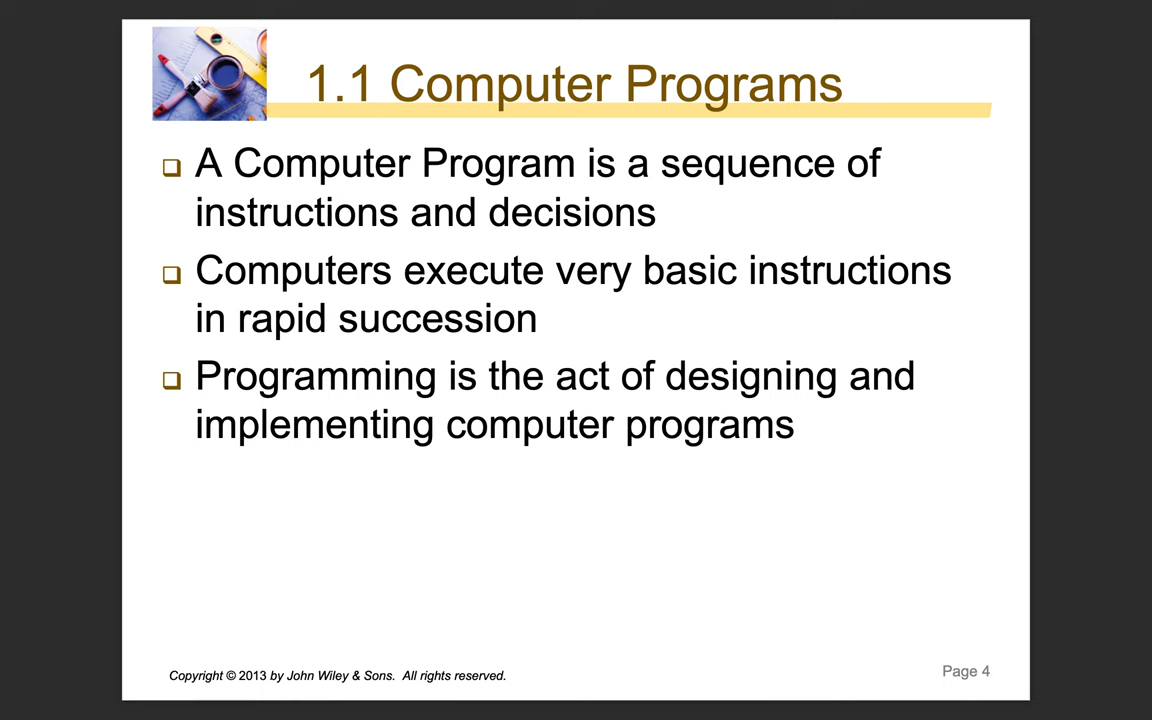 1.1 Computer Programs
A Computer Program is a sequence of
instructions and decisions
Computers execute very basic instructions
in rapid succession
Programming is the act of designing and
implementing computer programs
Copyright © 2013 by John Wiley & Sons. All rights reserved.
Page 4